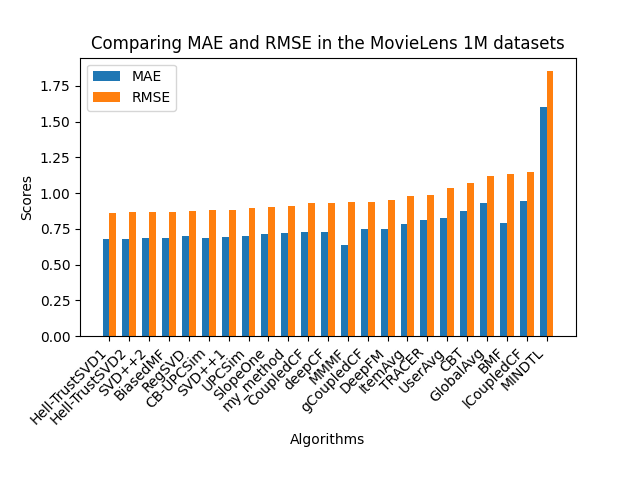 Comparing MAE and RMSE in the MovieLens 1M datasets
MAE
RMSE
1.75
1.50
1.25
1.00
0.75
0.50
0.25
0.00
Scores
Hell-TrustSVD1
Hell-TrustSVD2
SVD++2
BiasedMF
RegSVD
CB-UPCSim
SVD++1
UPCSim
SlopeOne
my_method
CoupledCF
deepCF
MMMF
gCoupledCF
DeepFM
ItemAvg
TRACER
UserAvg
CBT
GlobalAvg
BMF
ICoupledCF
MINDTL
Algorithms